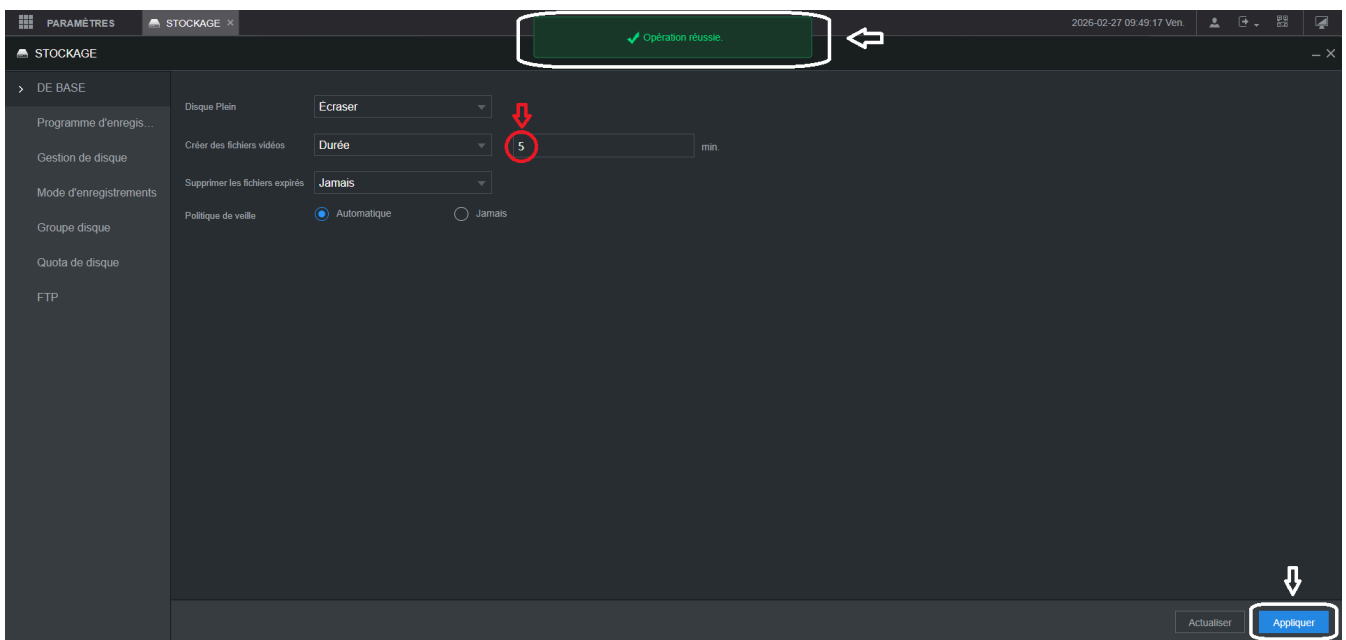 PARAMÈTRES
STOCKAGE ×
Opération réussie.
2026-02-27 09:49:17 Ven.
STOCKAGE
DE BASE
Programme d'enregis...
Gestion de disque
Mode d'enregistrements
Groupe disque
Quota de disque
FTP
Disque Plein
Écraser
Créer des fichiers vidéos
Durée
5
min.
Supprimer les fichiers expirés
Jamais
Politique de veille
Automatique
Jamais
Actualiser
Appliquer